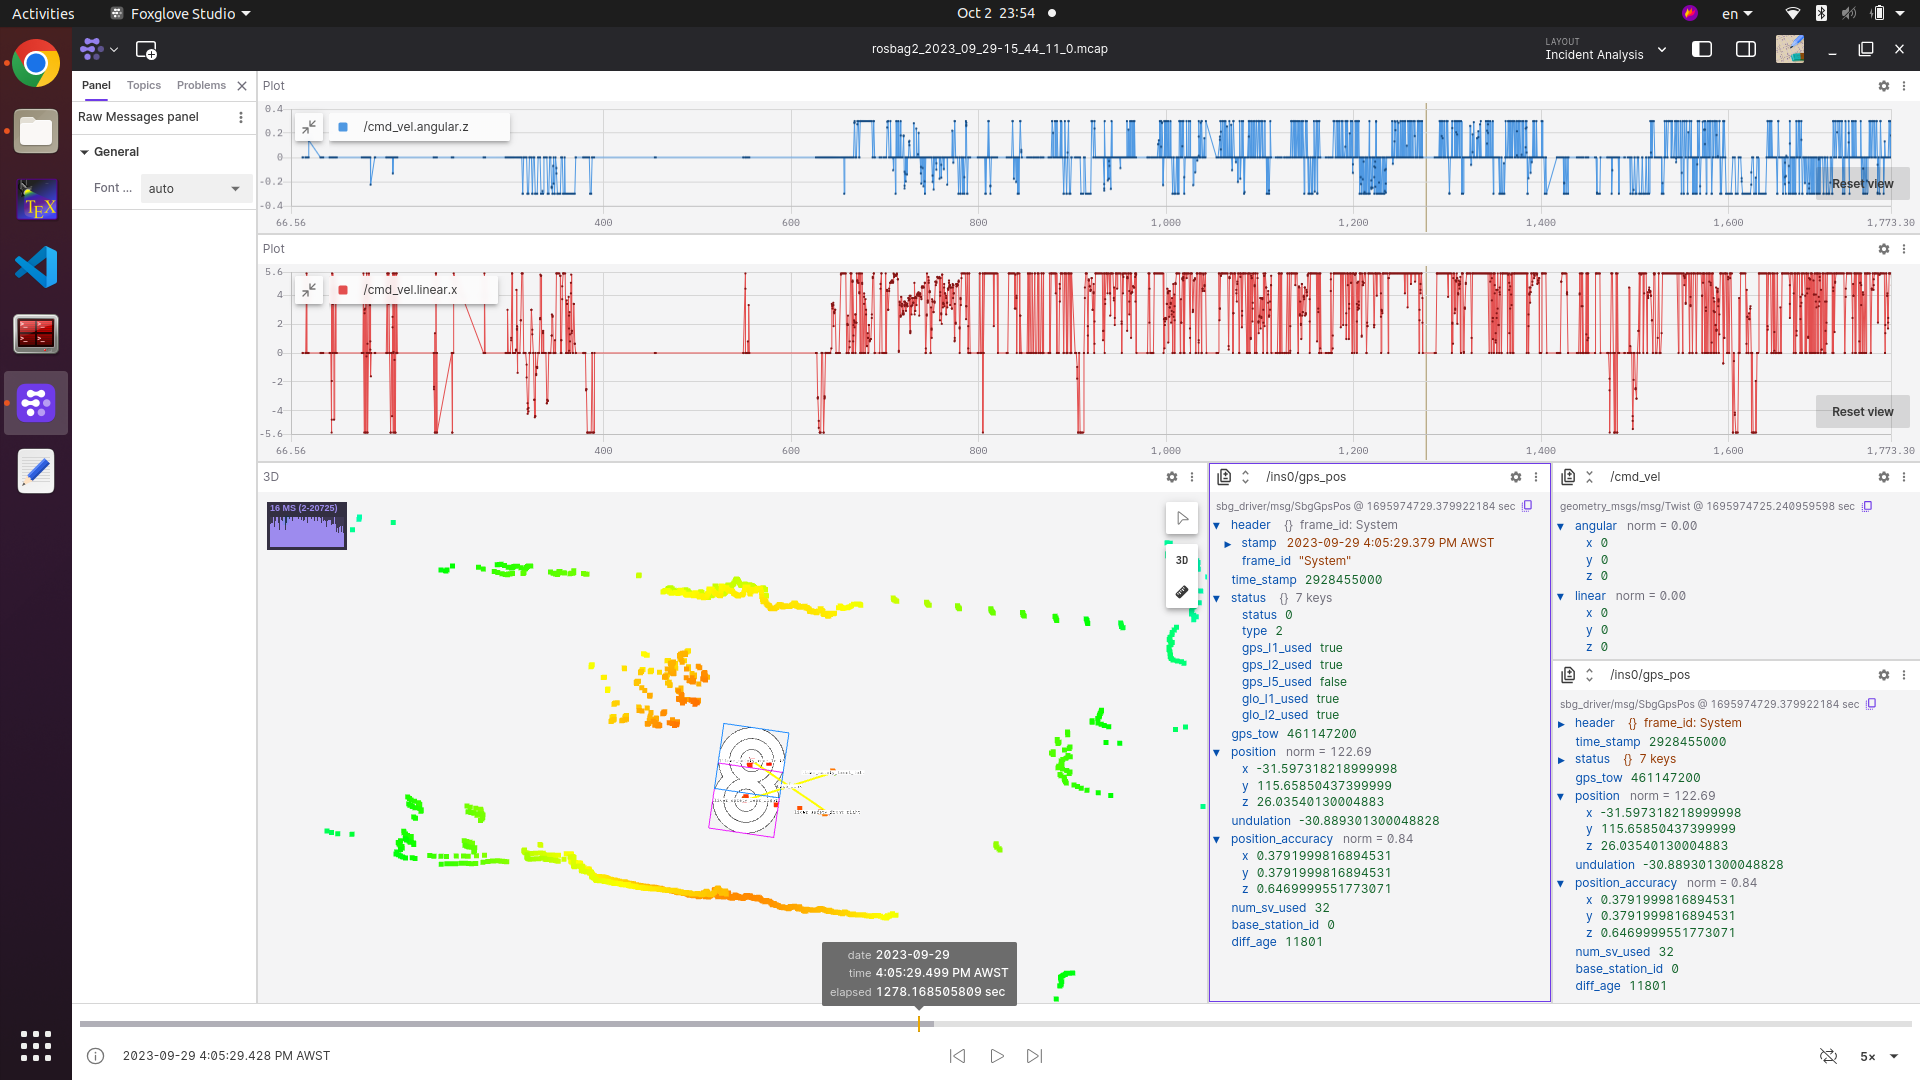 Activities
Foxglove Studio
Oct 2 23:54
en
rosbag2_2023_09_29-15_44_11_0.mcap
LAYOUT
Incident Analysis
Panel
Topics
Problems
Raw Messages panel
General
Font ...
auto
Plot
0.4
0.2
0
-0.2
-0.4
/cmd_vel.angular.z
Reset view
66.56
400
600
800
1,000
1,200
1,400
1,600
1,773.30
Plot
5.6
4
2
0
-2
-4
-5.6
/cmd_vel.linear.x
Reset view
66.56
400
600
800
1,000
1,200
1,400
1,600
1,773.30
3D
16 MS (2-20725)
3D
/ins0/gps_pos
sbg_driver/msg/SbgGpsPos @ 1695974729.379922184 sec
header {} frame_id: System
stamp 2023-09-29 4:05:29.379 PM AWST
frame_id "System"
time_stamp 2928455000
status {} 7 keys
status 0
type 2
gps_l1_used true
gps_l2_used true
gps_l5_used false
glo_l1_used true
glo_l2_used true
gps_tow 461147200
position norm = 122.69
x -31.597318218999998
y 115.65850437399999
z 26.03540130004883
undulation -30.889301300048828
position_accuracy norm = 0.84
x 0.3791999816894531
y 0.3791999816894531
z 0.6469999551773071
num_sv_used 32
base_station_id 0
diff_age 11801
/cmd_vel
geometry_msgs/msg/Twist @ 1695974725.240959598 sec
angular norm = 0.00
x 0
y 0
z 0
linear norm = 0.00
x 0
y 0
z 0
/ins0/gps_pos
sbg_driver/msg/SbgGpsPos @ 1695974729.379922184 sec
header {} frame_id: System
time_stamp 2928455000
status {} 7 keys
gps_tow 461147200
position norm = 122.69
x -31.597318218999998
y 115.65850437399999
z 26.03540130004883
undulation -30.889301300048828
position_accuracy norm = 0.84
x 0.3791999816894531
y 0.3791999816894531
z 0.6469999551773071
num_sv_used 32
base_station_id 0
diff_age 11801
date 2023-09-29
time 4:05:29.499 PM AWST
elapsed 1278.168505809 sec
2023-09-29 4:05:29.428 PM AWST
5×